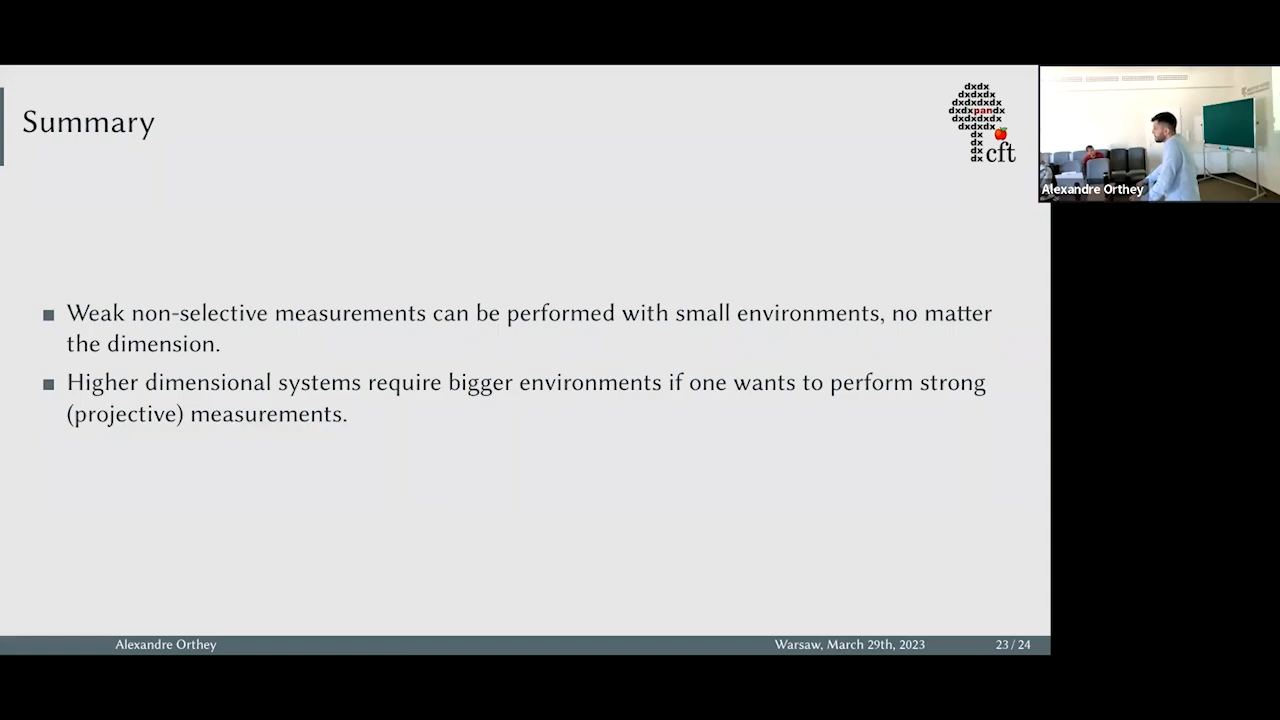 Summary
dxdx
dxdxdx
dxdxdxdx
dxdxpandx
dxdxdxdx
dxdxdx
dx
dx
dx
dx cft
Alexandre Orthey
Weak non-selective measurements can be performed with small environments, no matter
the dimension.
Higher dimensional systems require bigger environments if one wants to perform strong
(projective) measurements.
Alexandre Orthey
Warsaw, March 29th, 2023
23 / 24